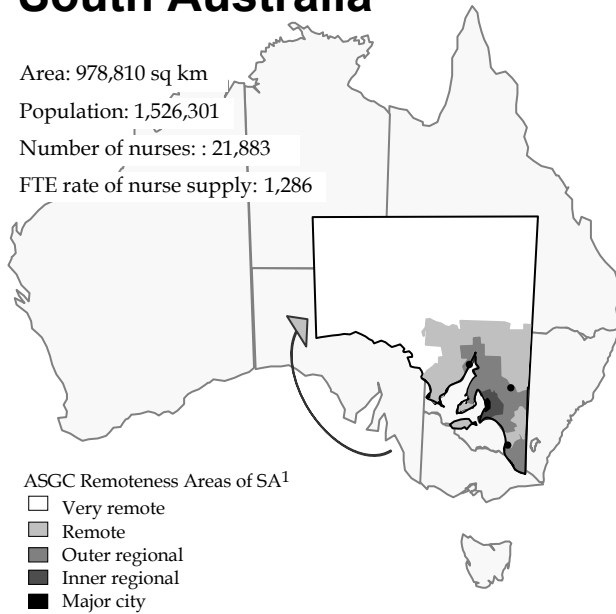 South Australia
Area: 978,810 sq km
Population: 1,526,301
Number of nurses: : 21,883
FTE rate of nurse supply: 1,286
ASGC Remoteness Areas of SA1
Very remote
Remote
Outer regional
Inner regional
Major city